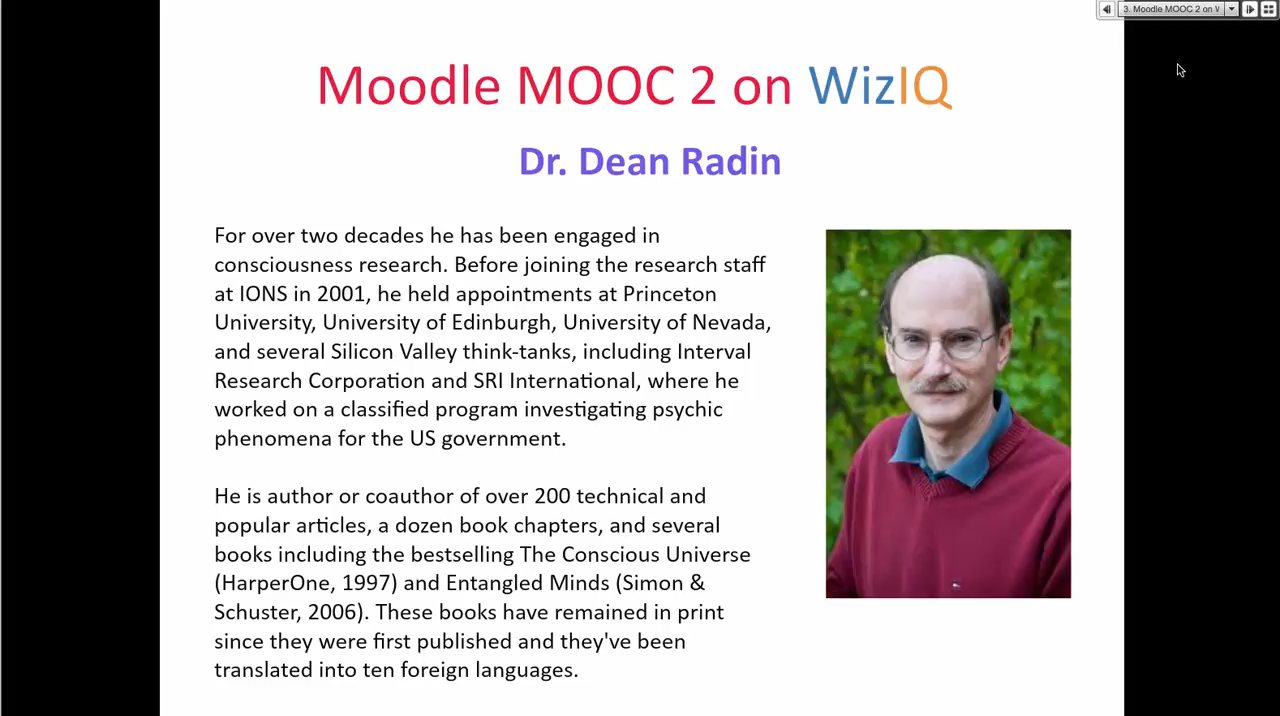 3. Moodle MOOC 2 on W
Moodle MOOC 2 on WizIQ
Dr. Dean Radin
For over two decades he has been engaged in
consciousness research. Before joining the research staff
at IONS in 2001, he held appointments at Princeton
University, University of Edinburgh, University of Nevada,
and several Silicon Valley think-tanks, including Interval
Research Corporation and SRI International, where he
worked on a classified program investigating psychic
phenomena for the US government.
He is author or coauthor of over 200 technical and
popular articles, a dozen book chapters, and several
books including the bestselling The Conscious Universe
(HarperOne, 1997) and Entangled Minds (Simon &
Schuster, 2006). These books have remained in print
since they were first published and they've been
translated into ten foreign languages.